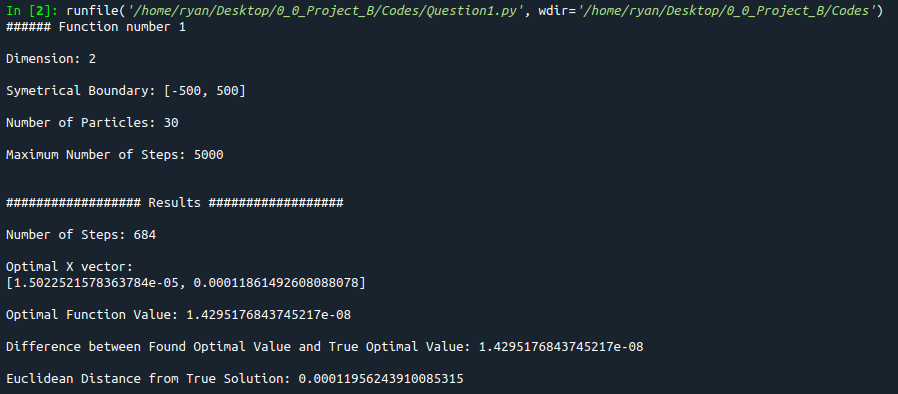 In [2]: runfile('/home/ryan/Desktop/0_0_Project_B/Codes/Question1.py', wdir='/home/ryan/Desktop/0_0_Project_B/Codes')
###### Function number 1
Dimension: 2
Symetrical Boundary: [-500, 500]
Number of Particles: 30
Maximum Number of Steps: 5000
################## Results ##################
Number of Steps: 684
Optimal X vector:
[1.5022521578363784e-05, 0.00011861492608088078]
Optimal Function Value: 1.4295176843745217e-08
Difference between Found Optimal Value and True Optimal Value: 1.4295176843745217e-08
Euclidean Distance from True Solution: 0.00011956243910085315